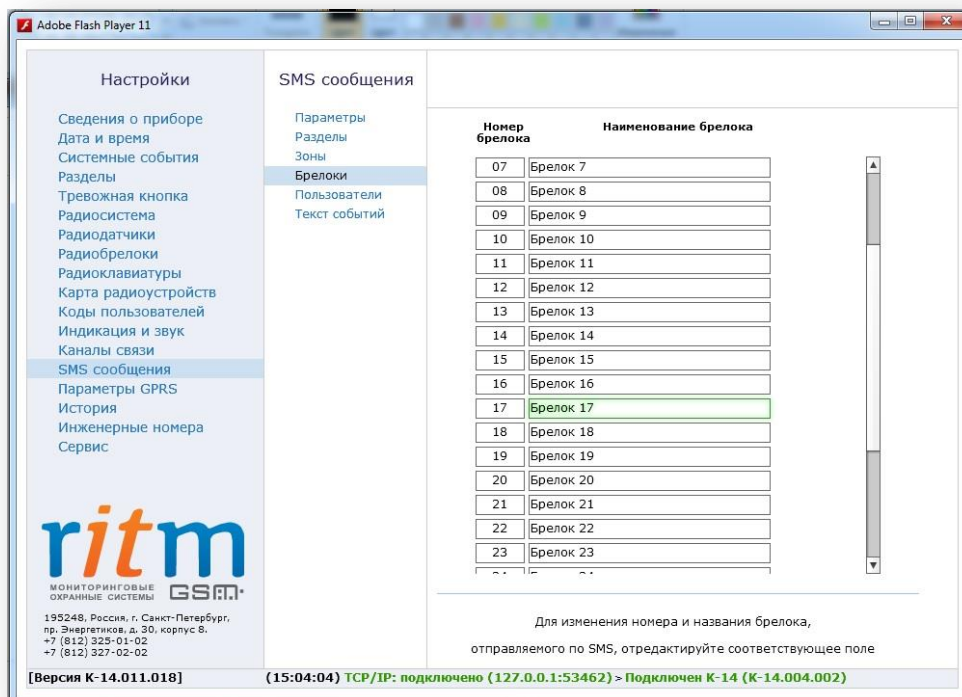 Adobe Flash Player 11
Настройки
Сведения о приборе
Дата и время
Системные события
Разделы
Тревожная кнопка
Радиосистема
Радиодатчики
Радиобрелоки
Радиоклавиатуры
Карта радиоустройств
Коды пользователей
Индикация и звук
Каналы связи
SMS сообщения
Параметры GPRS
История
Инженерные номера
Сервис
ritm
МОНИТОРИНГОВЫЕ
ОХРАННЫЕ СИСТЕМЫ GSM
195248, Россия, г. Санкт-Петербург,
пр. Энергетиков, д. 30, корпус 8.
+7 (812) 325-01-02
+7 (812) 327-02-02
SMS сообщения
Параметры
Разделы
Зоны
Брелоки
Пользователи
Текст событий
Номер брелока Наименование брелока
07 Брелок 7
08 Брелок 8
09 Брелок 9
10 Брелок 10
11 Брелок 11
12 Брелок 12
13 Брелок 13
14 Брелок 14
15 Брелок 15
16 Брелок 16
17 Брелок 17
18 Брелок 18
19 Брелок 19
20 Брелок 20
21 Брелок 21
22 Брелок 22
23 Брелок 23
Для изменения номера и названия брелока,
отправляемого по SMS, отредактируйте соответствующее поле
[Версия К-14.011.018] (15:04:04) TCP/IP: подключено (127.0.0.1:53462) > Подключен К-14 (К-14.004.002)